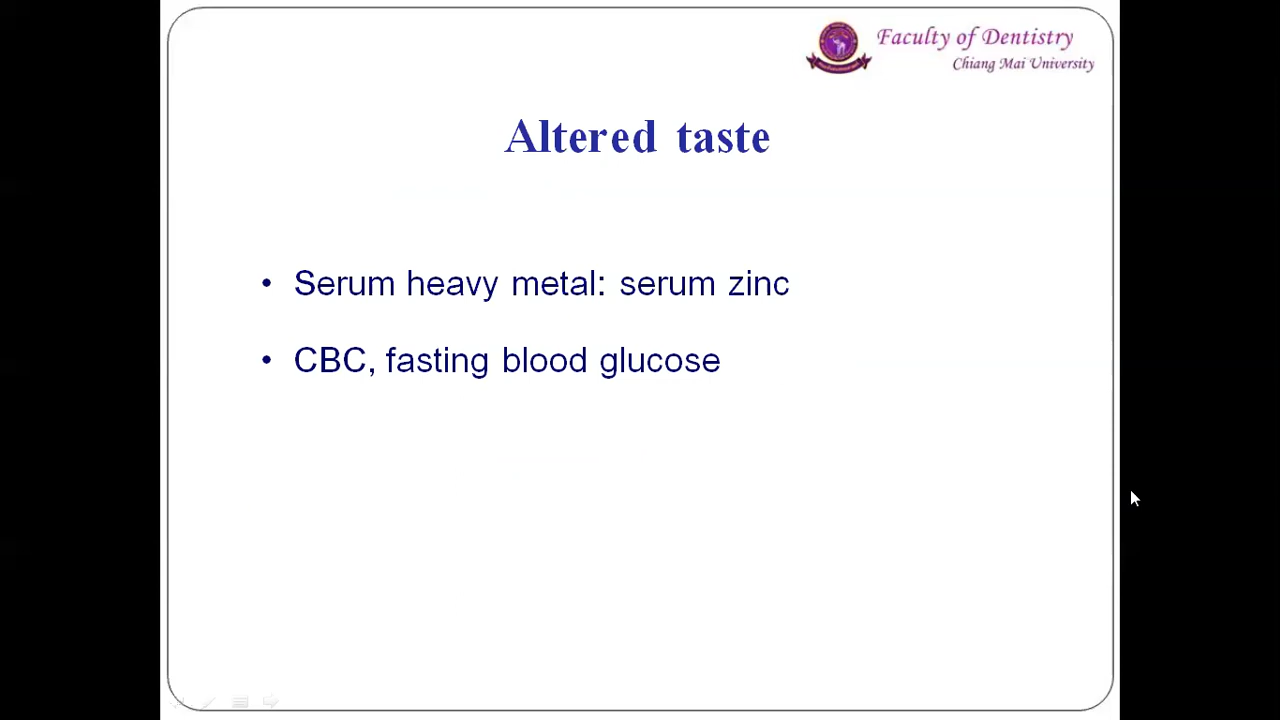 Faculty of Dentistry
Chiang Mai University
Altered taste
• Serum heavy metal: serum zinc
• CBC, fasting blood glucose